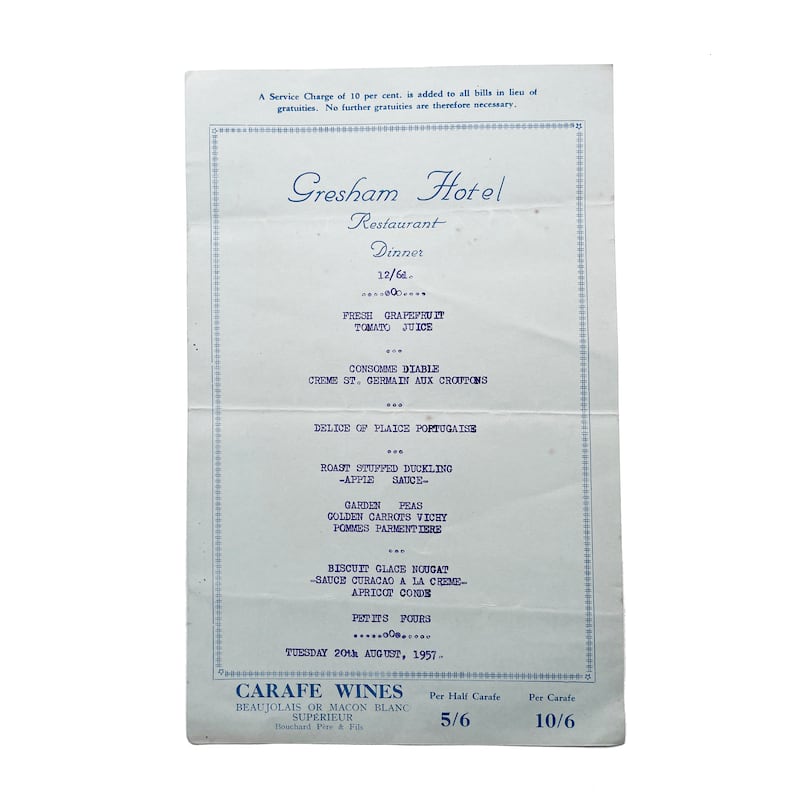 A Service Charge of 10 per cent. is added to all bills in lieu of
gratuities. No further gratuities are therefore necessary.
Gresham Hotel
Restaurant
Dinner
12/6d.
FRESH GRAPEFRUIT
TOMATO JUICE
CONSOMME DIABLE
CREME ST. GERMAIN AUX CROUTONS
DELICE OF PLAICE PORTUGAISE
ROAST STUFFED DUCKLING
-APPLE SAUCE-
GARDEN PEAS
GOLDEN CARROTS VICHY
POMMES PARMENTIERE
BISCUIT GLACE NOUGAT
-SAUCE CURACAO A LA CREME-
APRICOT CONDE
PETITS FOURS
TUESDAY 20th AUGUST, 1957.
CARAFE WINES
BEAUJOLAIS OR MACON BLANC
SUPERIEUR
Bouchard Père & Fils
Per Half Carafe
5/6
Per Carafe
10/6